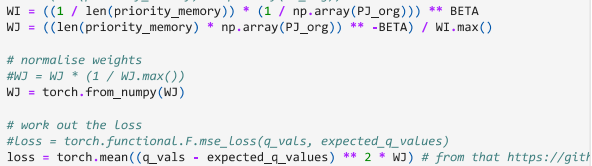 WI = ((1 / len(priority_memory)) * (1 / np.array(PJ_org))) ** BETA
WJ = ((len(priority_memory) * np.array(PJ_org)) ** -BETA) / WI.max()
# normalise weights
#WJ = WJ * (1 / WJ.max())
WJ = torch.from_numpy(WJ)
# work out the loss
#Loss = torch.functional.F.mse_loss(q_vals, expected_q_values)
loss = torch.mean((q_vals - expected_q_values) ** 2 * WJ) # from that https://gith